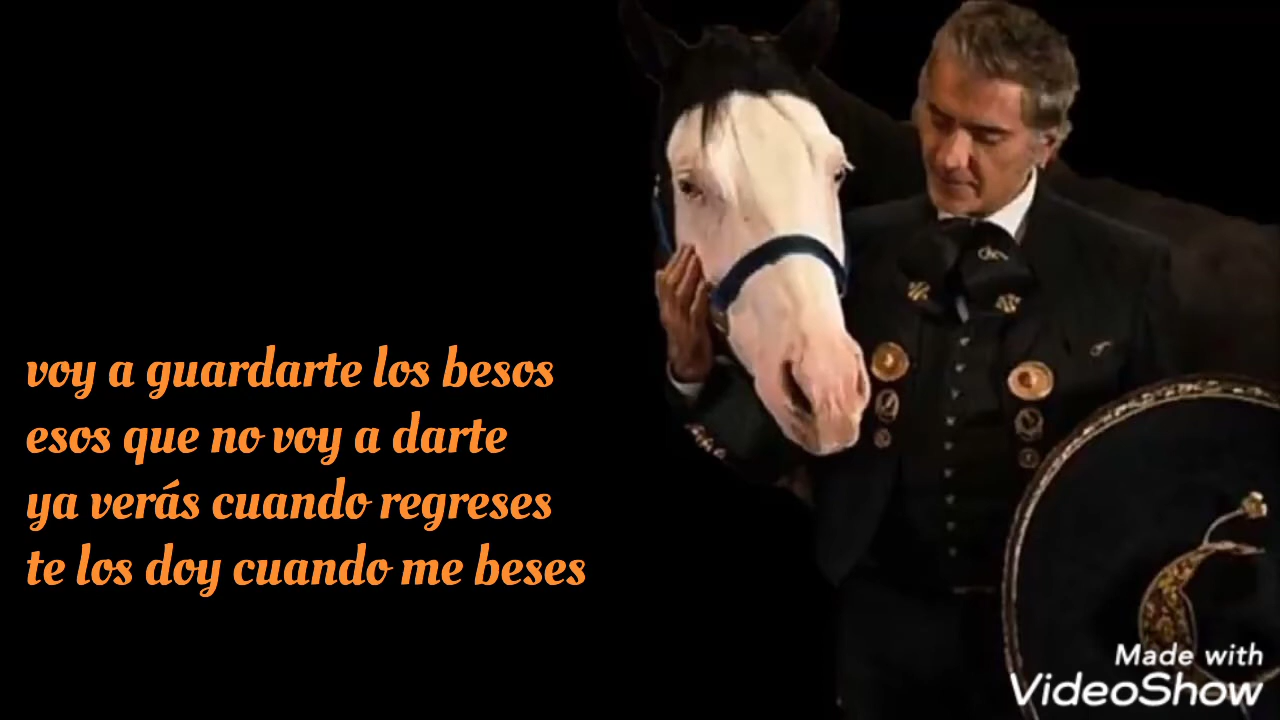 voy a guardarte los besos
esos que no voy a darte
ya verás cuando regreses
te los doy cuando me beses
Made with
VideoShow